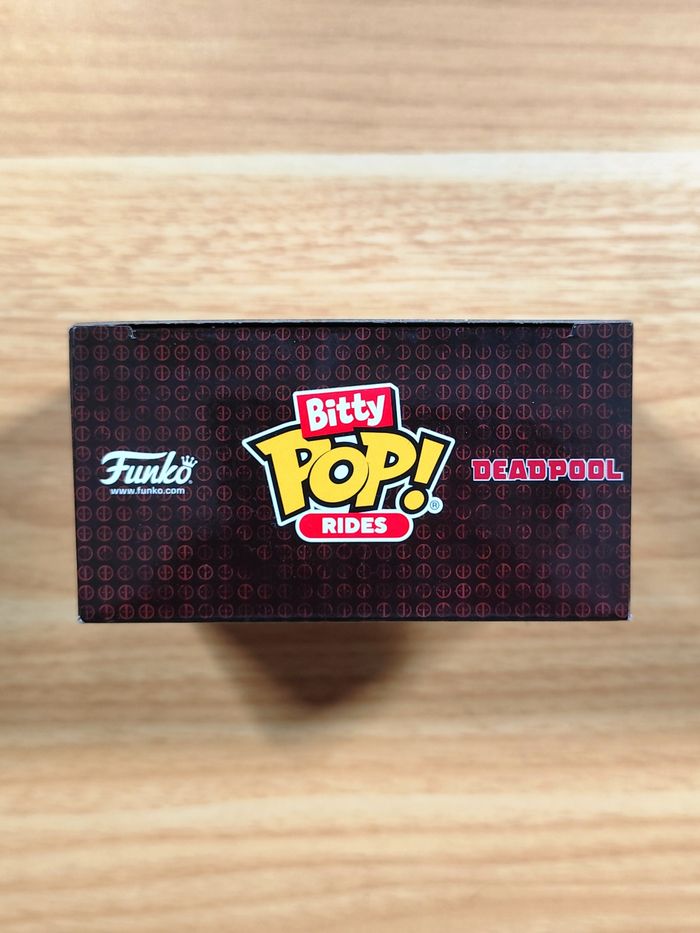 Funko
www.funko.com
Bitty
POP!
RIDES
®
DEADPOOL